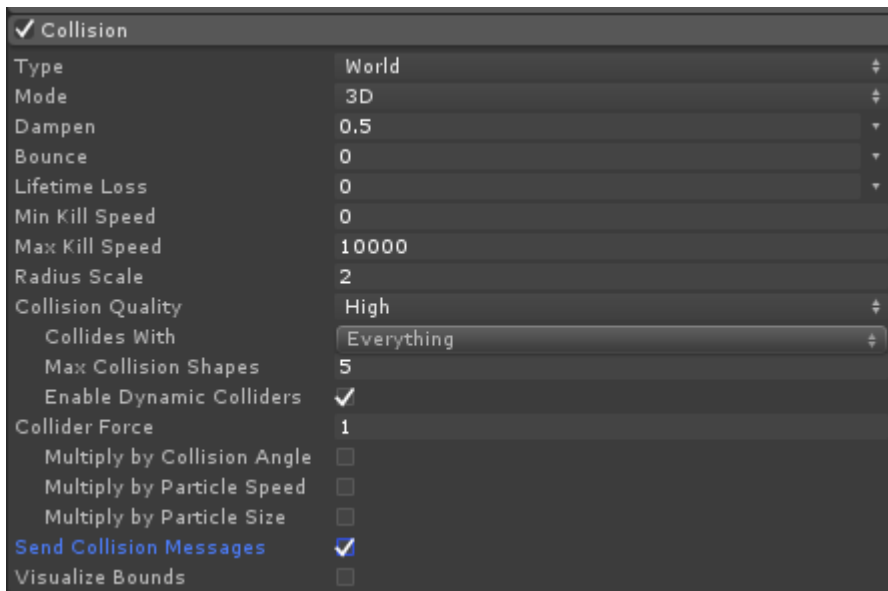 Collision
Type World
Mode 3D
Dampen 0.5
Bounce 0
Lifetime Loss 0
Min Kill Speed 0
Max Kill Speed 10000
Radius Scale 2
Collision Quality High
Collides With Everything
Max Collision Shapes 5
Enable Dynamic Colliders
Collider Force 1
Multiply by Collision Angle
Multiply by Particle Speed
Multiply by Particle Size
Send Collision Messages
Visualize Bounds